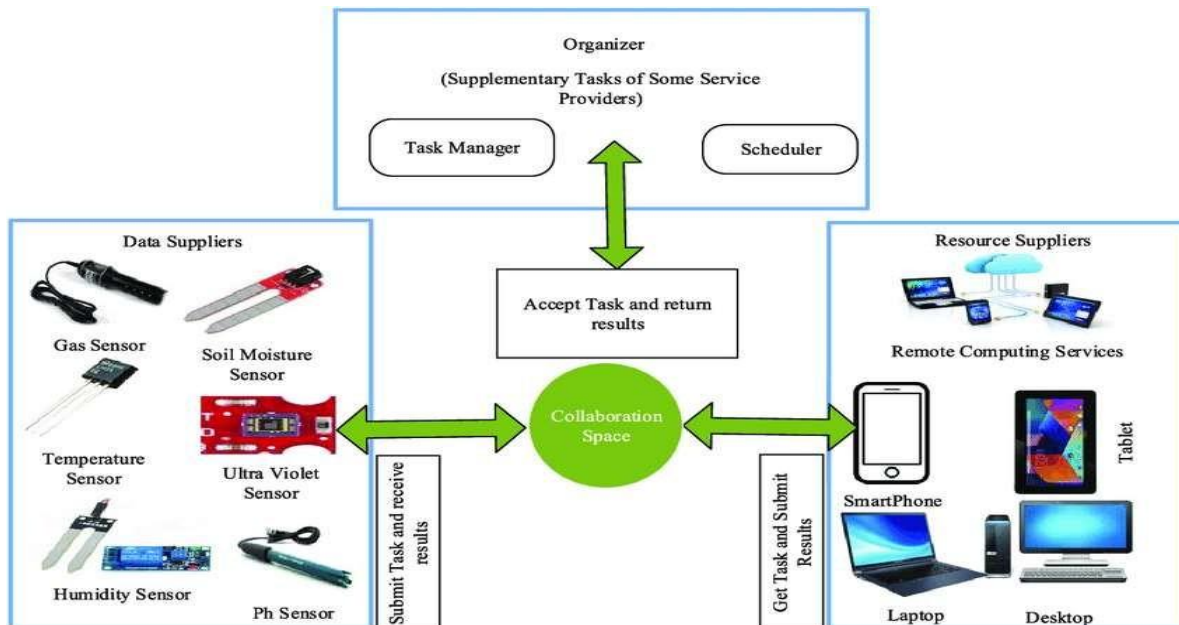 Organizer
(Supplementary Tasks of Some Service
Providers)
Task Manager
Scheduler
Data Suppliers
Gas Sensor
Soil Moisture
Sensor
Temperature
Sensor
Ultra Violet
Sensor
Humidity Sensor
Ph Sensor
Accept Task and return
results
Collaboration
Space
Submit Task and receive
results
Get Task and Submit
Results
Resource Suppliers
Remote Computing Services
SmartPhone
Tablet
Laptop
Desktop